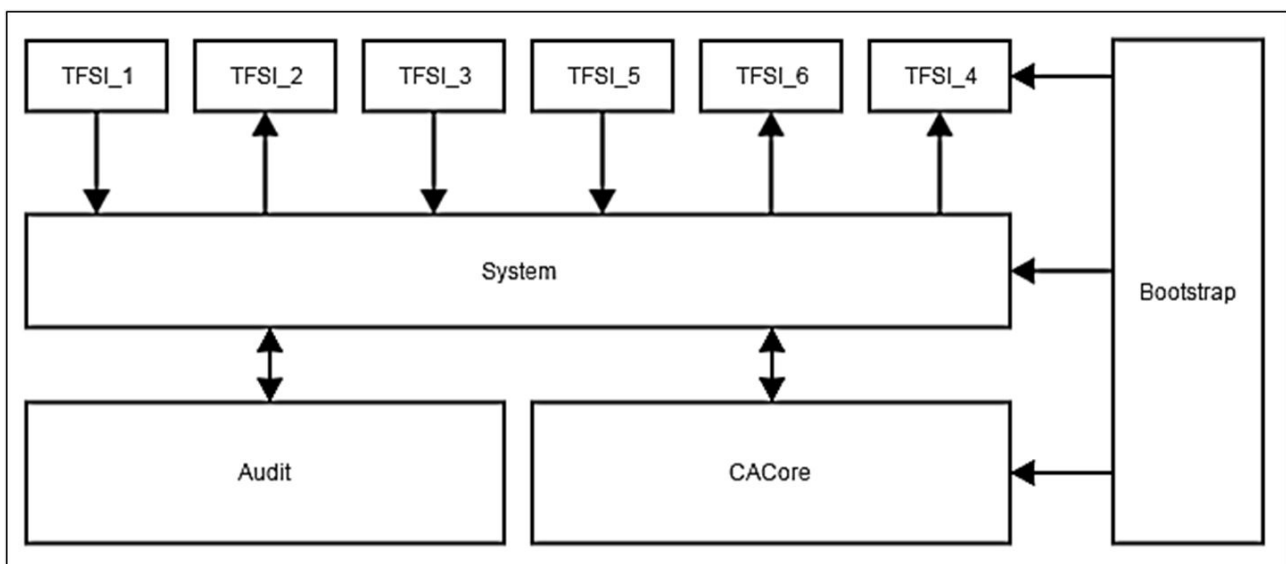 TFSI_1
TFSI_2
TFSI_3
TFSI_5
TFSI_6
TFSI_4
System
Bootstrap
Audit
CACore